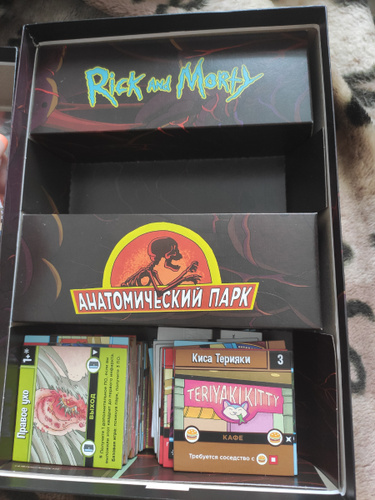 Rick and Morty
АНАТОМИЧЕСКИЙ ПАРК
Киса Терияки
3
TERIYAKI KITTY
КАФЕ
Требуется соседство с
Правое ухо
ВЫХОД